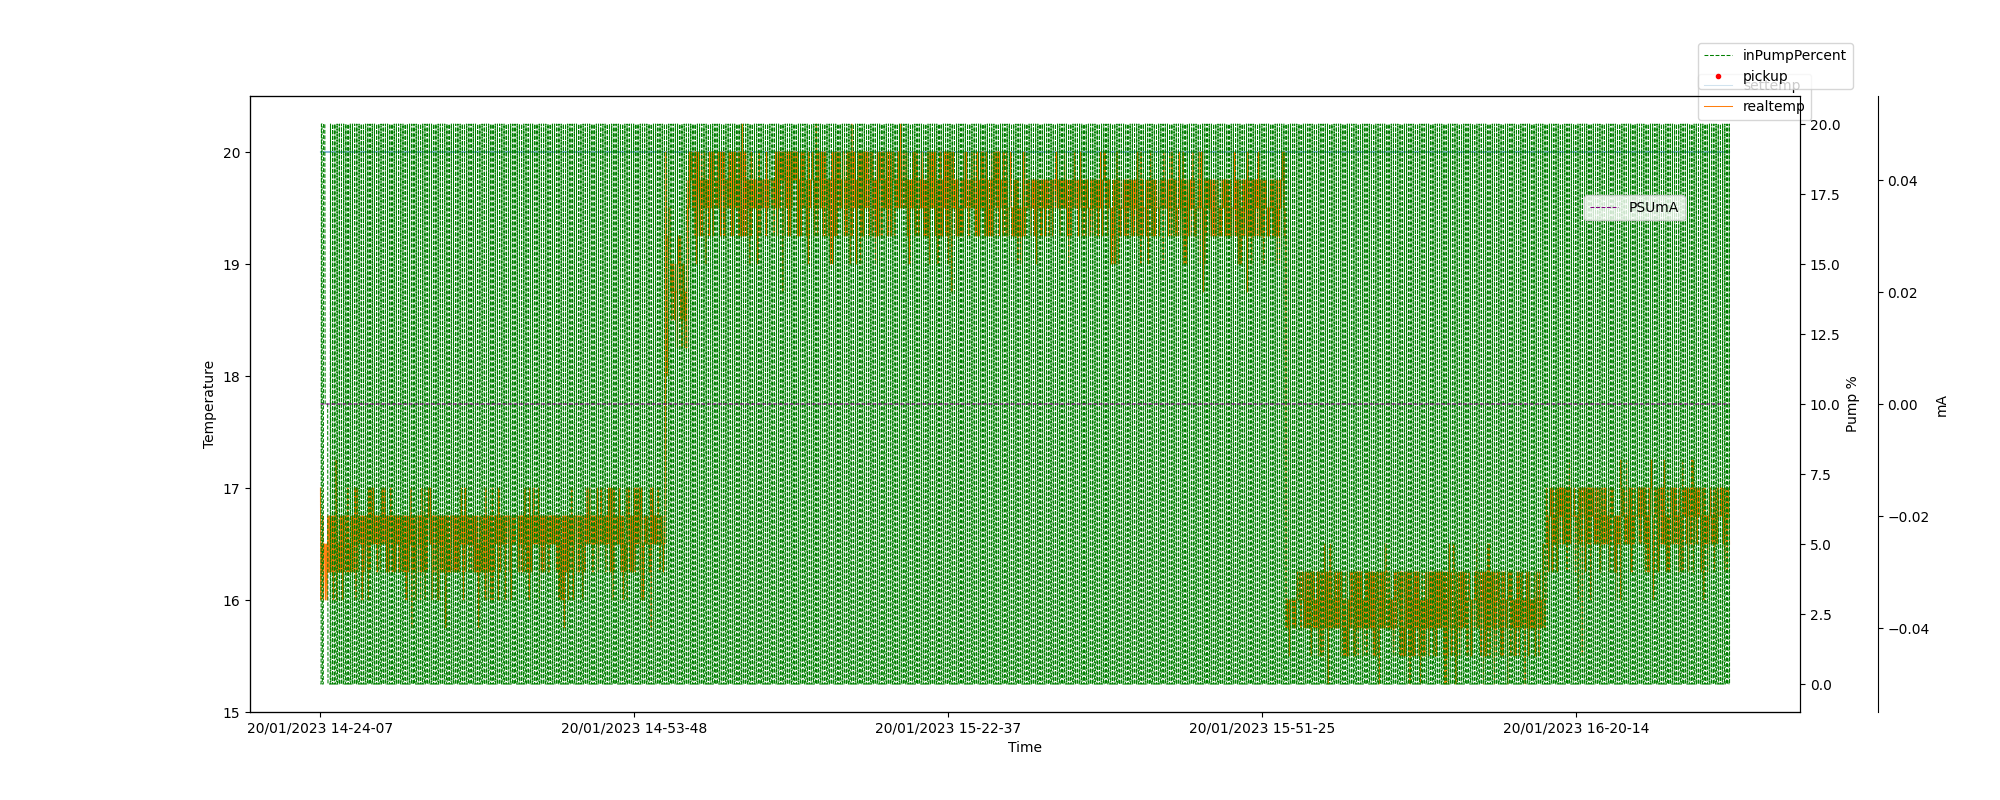 inPumpPercent
pickup
settemp
realtemp
PSUmA
20
19
18
17
16
15
Temperature
20.0
17.5
15.0
12.5
10.0
7.5
5.0
2.5
0.0
Pump %
0.04
0.02
0.00
−0.02
−0.04
mA
20/01/2023 14-24-07
20/01/2023 14-53-48
20/01/2023 15-22-37
20/01/2023 15-51-25
20/01/2023 16-20-14
Time